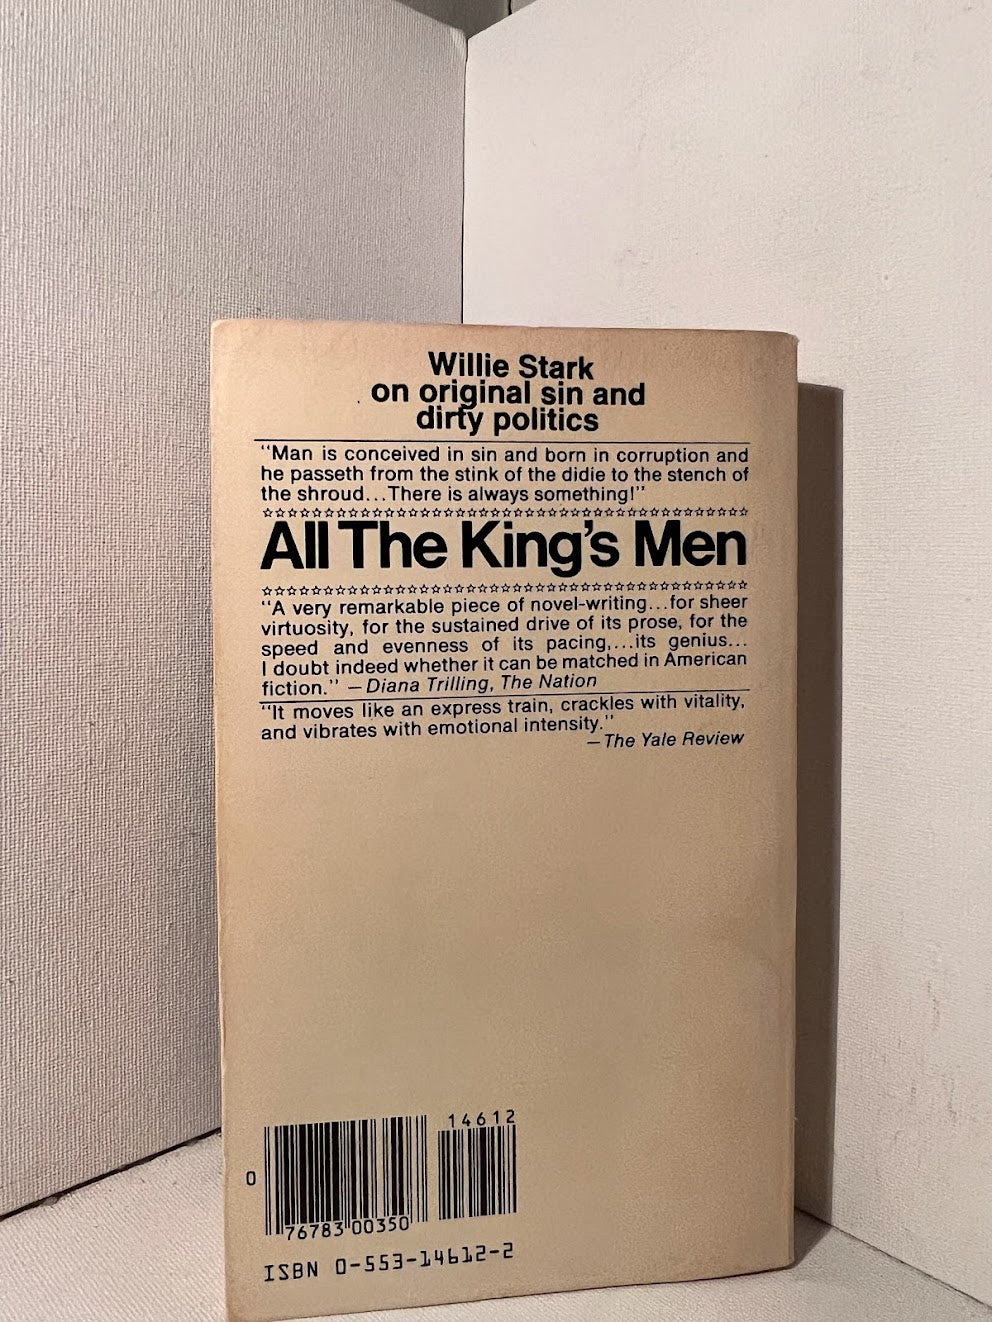 Willie Stark
on original sin and
dirty politics
"Man is conceived in sin and born in corruption and
he passeth from the stink of the didie to the stench of
the shroud...There is always something!"
All The King's Men
"A very remarkable piece of novel-writing...for sheer
virtuosity, for the sustained drive of its prose, for the
speed and evenness of its pacing,...its genius...
I doubt indeed whether it can be matched in American
fiction." —Diana Trilling, The Nation
"It moves like an express train, crackles with vitality,
and vibrates with emotional intensity."
—The Yale Review
14612
0
76783 00350
ISBN 0-553-14612-2